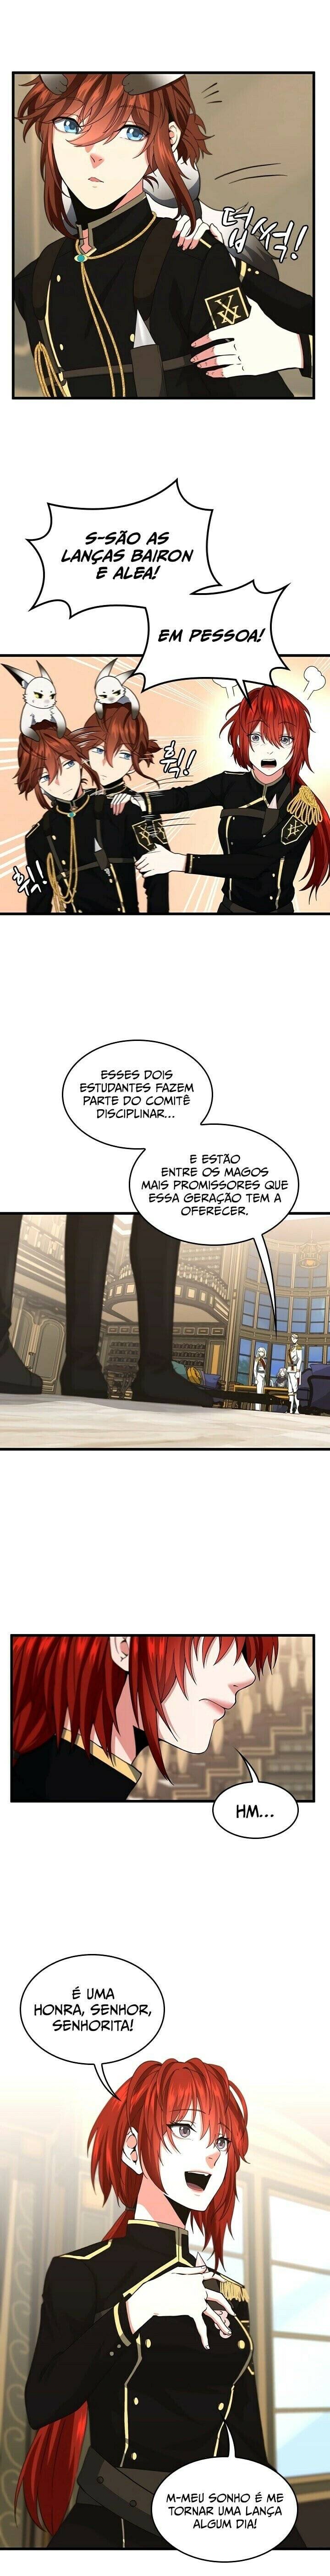 덥석!
S-SÃO AS
LANÇAS BAIRON
E ALEA!
EM PESSOA!
휙!!
휙!!
ESSES DOIS
ESTUDANTES FAZEM
PARTE DO COMITÊ
DISCIPLINAR...
E ESTÃO
ENTRE OS MAGOS
MAIS PROMISSORES QUE
ESSA GERAÇÃO TEM A
OFERECER.
HM...
É UMA
HONRA, SENHOR,
SENHORITA!
M-MEU SONHO É ME
TORNAR UMA LANÇA
ALGUM DIA!